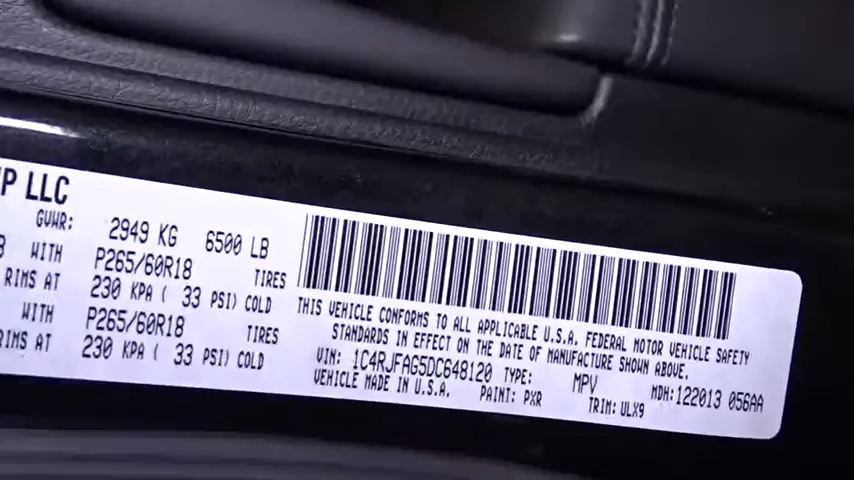 P LLC
GVWR: 2949 KG 6500 LB
WITH P265/60R18 TIRES
RIMS AT 230 KPA ( 33 PSI) COLD
WITH P265/60R18 TIRES
RIMS AT 230 KPA ( 33 PSI) COLD
THIS VEHICLE CONFORMS TO ALL APPLICABLE U.S.A. FEDERAL MOTOR VEHICLE SAFETY
STANDARDS IN EFFECT ON THE DATE OF MANUFACTURE SHOWN ABOVE.
VIN: 1C4RJFAG5DC648120 TYPE: MPV MDH:122013 056AA
VEHICLE MADE IN U.S.A. PAINT: PXR TRIM: ULX9